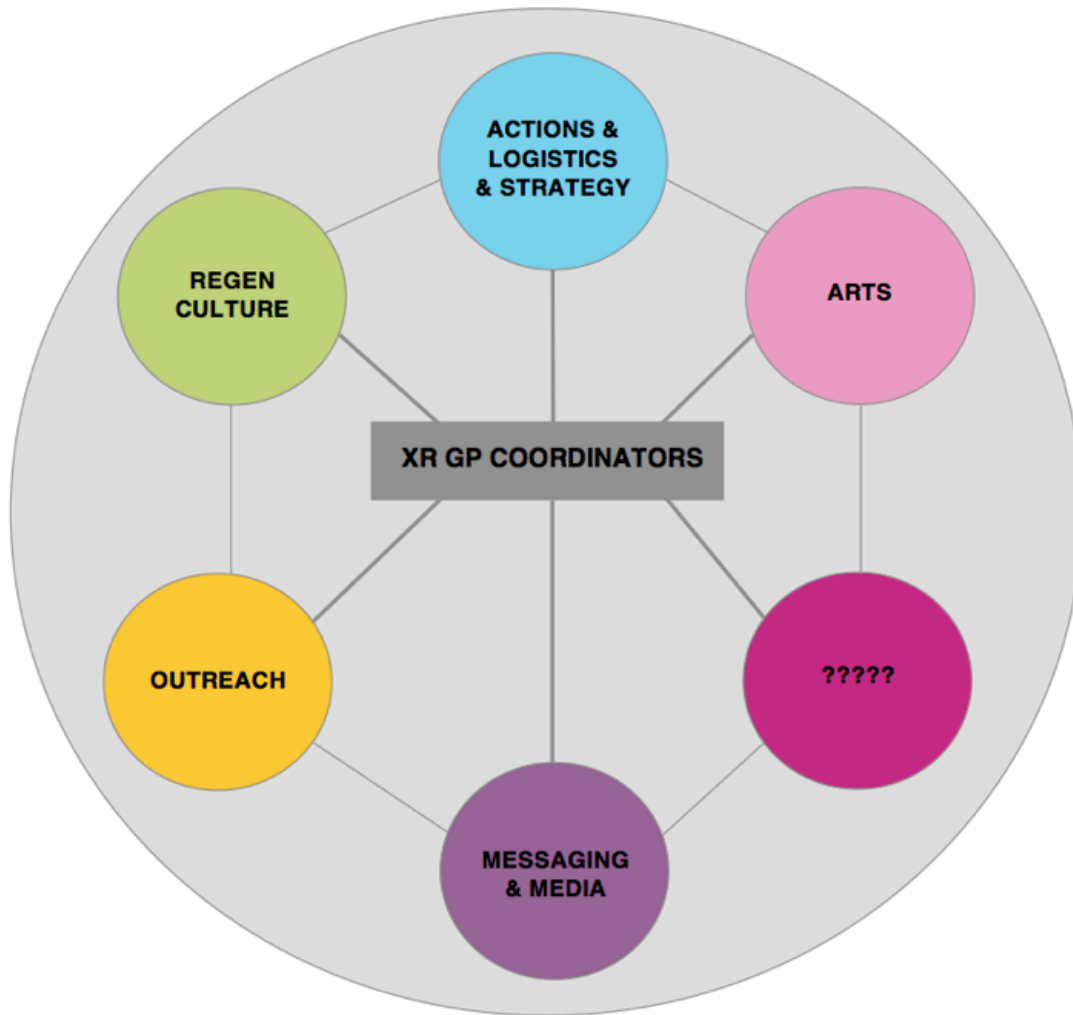 ACTIONS &
LOGISTICS
& STRATEGY
REGEN
CULTURE
ARTS
XR GP COORDINATORS
OUTREACH
?????
MESSAGING
& MEDIA